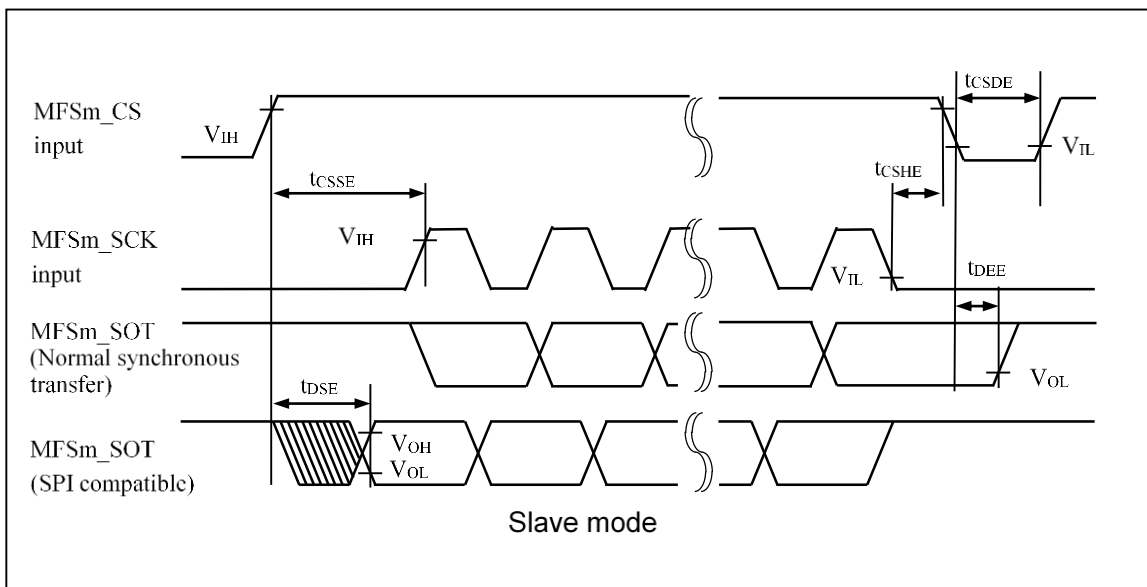 tCSDE
MFSm_CS
input
VIH
VIL
tCSHE
tCSSE
MFSm_SCK
input
VIH
VIL
tDEE
MFSm_SOT
(Normal synchronous
transfer)
VOL
tDSE
MFSm_SOT
(SPI compatible)
VOH
VOL
Slave mode